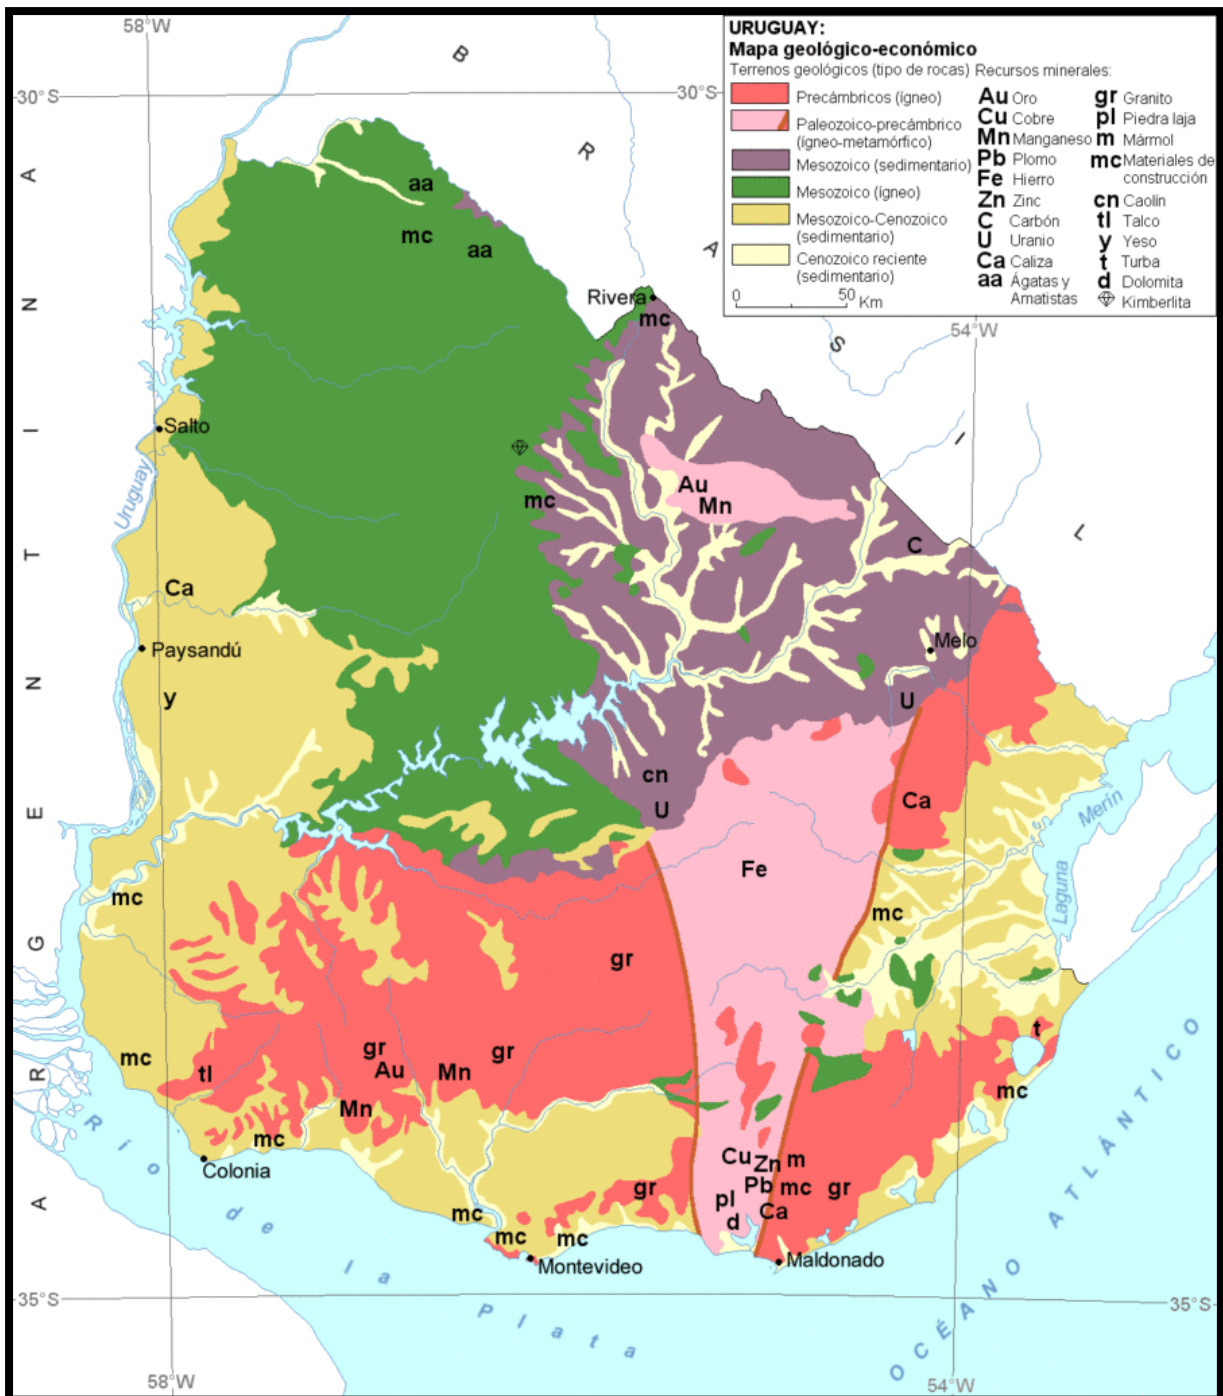 58°W
30°S
30°S
URUGUAY:
Mapa geológico-económico
Terrenos geológicos (tipo de rocas)
Precámbricos (ígneo)
Paleozoico-precámbrico
(ígneo-metamórfico)
Mesozoico (sedimentario)
Mesozoico (ígneo)
Mesozoico-Cenozoico
(sedimentario)
Cenozoico reciente
(sedimentario)
0 50 Km
Recursos minerales:
Au Oro
Cu Cobre
Mn Manganeso
Pb Plomo
Fe Hierro
Zn Zinc
C Carbón
U Uranio
Ca Caliza
aa Ágatas y
Amatistas
gr Granito
pl Piedra laja
m Mármol
mc Materiales de
construcción
cn Caolín
tl Talco
y Yeso
t Turba
d Dolomita
Kimberlita
54°W
B R A S I L
A R G E N T I N A
aa
mc
aa
Rivera
mc
Salto
Uruguay
mc
Au
Mn
C
Ca
Paysandú
Melo
y
U
cn
U
Ca
Merín
Laguna
Fe
mc
mc
gr
mc
tl
gr
Au
Mn
gr
Mn
t
mc
mc
Colonia
Cu
Zn
m
Pb
mc
gr
gr
pl
d
Ca
mc
mc
mc
Montevideo
Maldonado
Río de la Plata
OCÉANO ATLÁNTICO
35°S
35°S
58°W
54°W